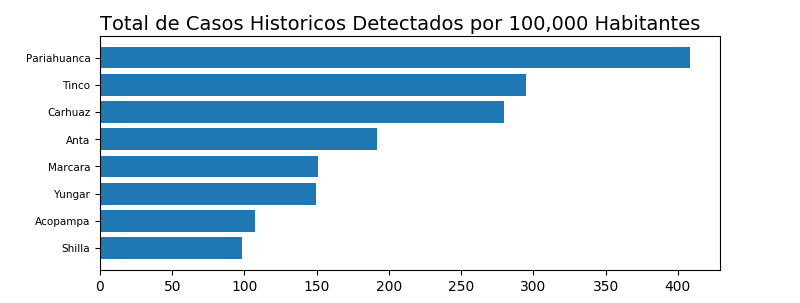 Total de Casos Historicos Detectados por 100,000 Habitantes
Pariahuanca
Tinco
Carhuaz
Anta
Marcara
Yungar
Acopampa
Shilla
0 50 100 150 200 250 300 350 400